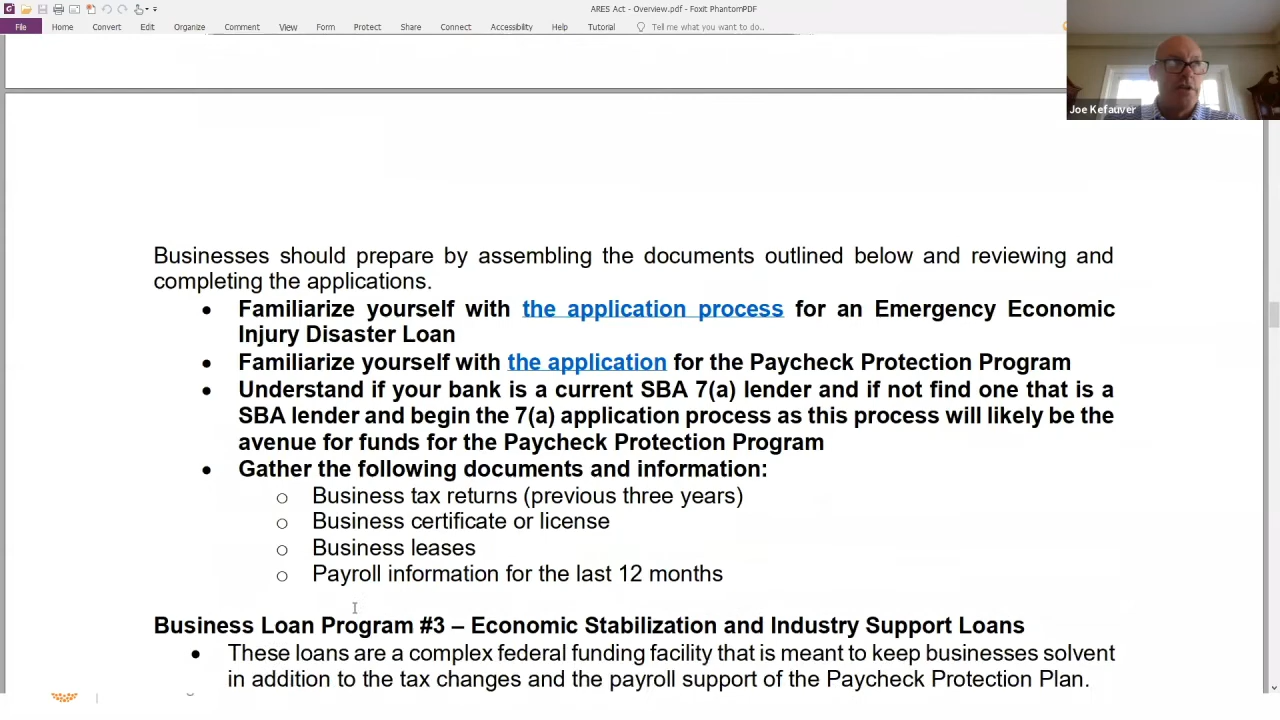 ARES Act - Overview.pdf - Foxit PhantomPDF
File Home Convert Edit Organize Comment View Form Protect Share Connect Accessibility Help Tutorial Tell me what you want to do..
Joe Kefauver
Businesses should prepare by assembling the documents outlined below and reviewing and
completing the applications.
• Familiarize yourself with the application process for an Emergency Economic
Injury Disaster Loan
• Familiarize yourself with the application for the Paycheck Protection Program
• Understand if your bank is a current SBA 7(a) lender and if not find one that is a
SBA lender and begin the 7(a) application process as this process will likely be the
avenue for funds for the Paycheck Protection Program
• Gather the following documents and information:
○ Business tax returns (previous three years)
○ Business certificate or license
○ Business leases
○ Payroll information for the last 12 months
Business Loan Program #3 – Economic Stabilization and Industry Support Loans
• These loans are a complex federal funding facility that is meant to keep businesses solvent
in addition to the tax changes and the payroll support of the Paycheck Protection Plan.